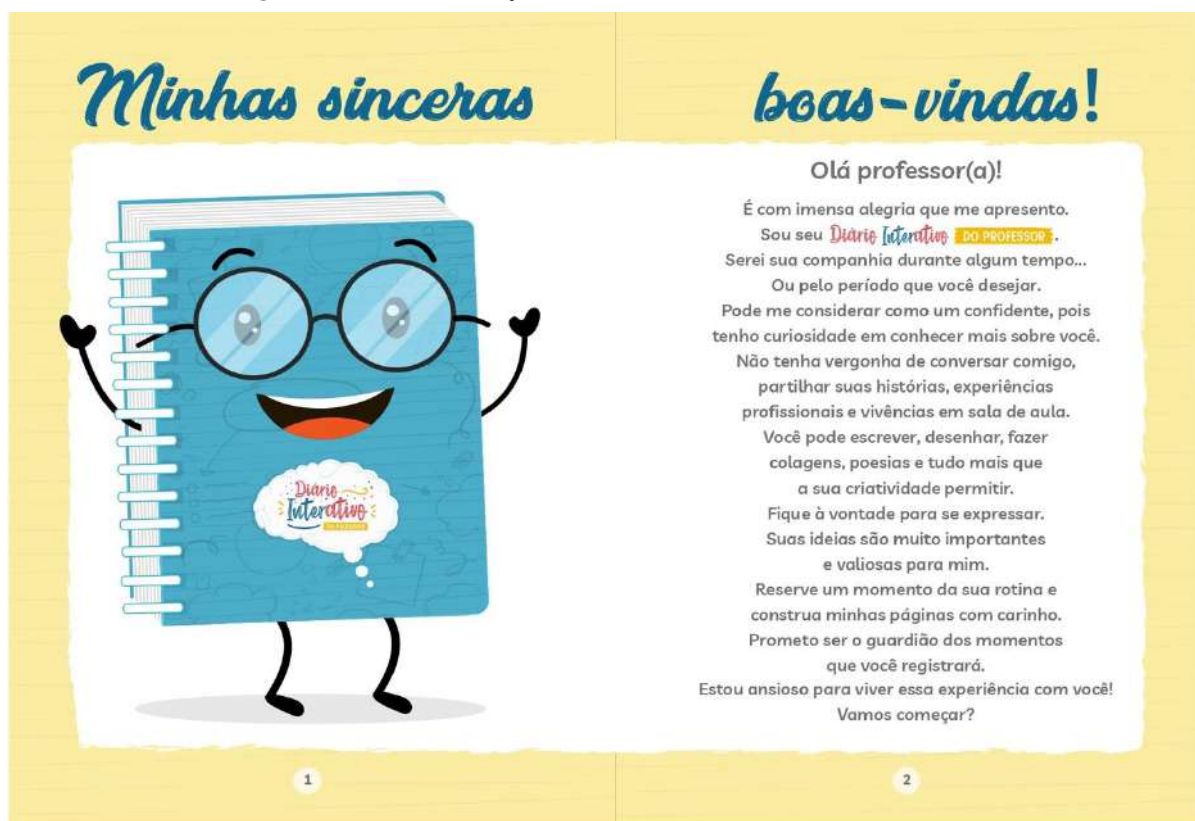 Minhas sinceras boas-vindas!
Diário
Interativo
DO PROFESSOR
1
Olá professor(a)!
É com imensa alegria que me apresento.
Sou seu Diário Interativo DO PROFESSOR.
Serei sua companhia durante algum tempo...
Ou pelo período que você desejar.
Pode me considerar como um confidente, pois
tenho curiosidade em conhecer mais sobre você.
Não tenha vergonha de conversar comigo,
partilhar suas histórias, experiências
profissionais e vivências em sala de aula.
Você pode escrever, desenhar, fazer
colagens, poesias e tudo mais que
a sua criatividade permitir.
Fique à vontade para se expressar.
Suas ideias são muito importantes
e valiosas para mim.
Reserve um momento da sua rotina e
construa minhas páginas com carinho.
Prometo ser o guardião dos momentos
que você registrará.
Estou ansioso para viver essa experiência com você!
Vamos começar?
2